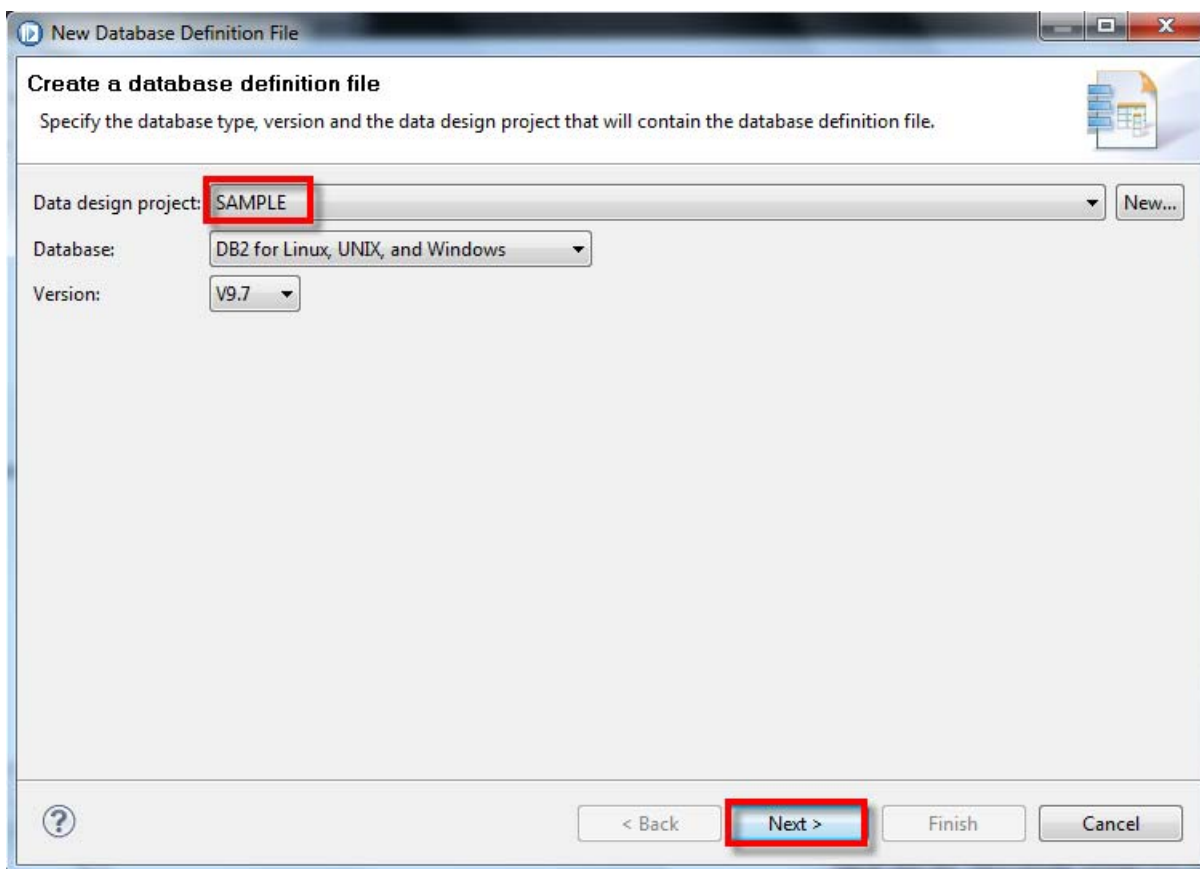 New Database Definition File
Create a database definition file
Specify the database type, version and the data design project that will contain the database definition file.
Data design project: SAMPLE New...
Database: DB2 for Linux, UNIX, and Windows
Version: V9.7
? < Back Next > Finish Cancel